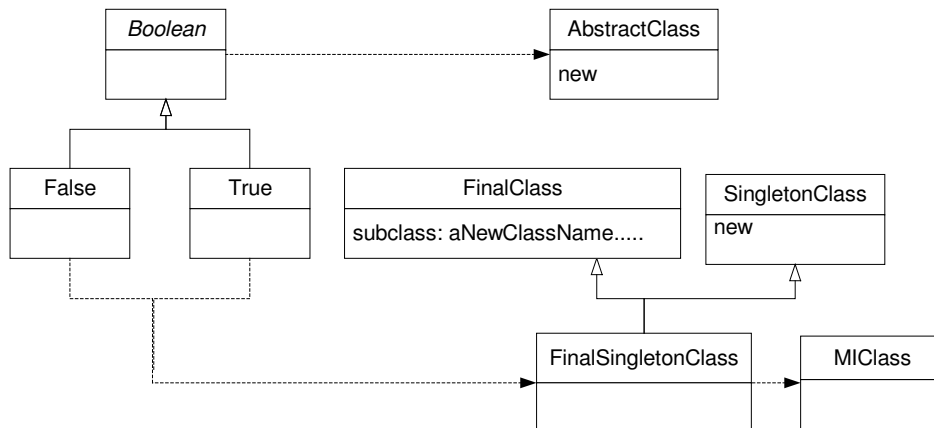 Boolean
AbstractClass
new
False
True
FinalClass
subclass: aNewClassName.....
SingletonClass
new
FinalSingletonClass
MIClass